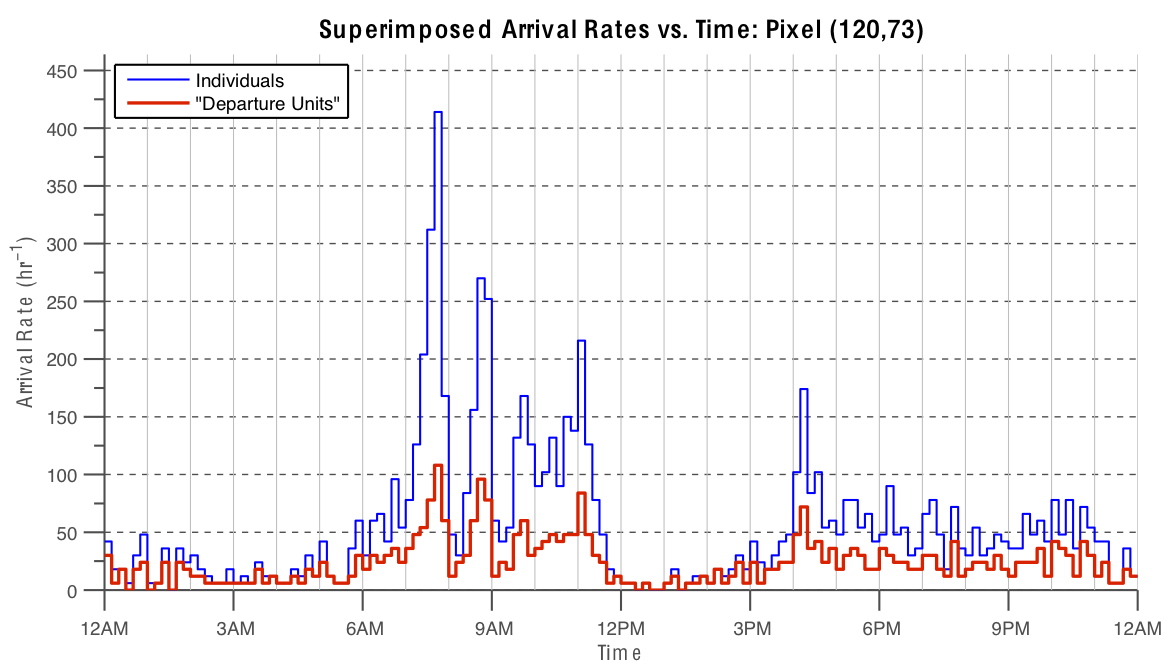 Superimposed Arrival Rates vs. Time: Pixel (120,73)
Individuals
"Departure Units"
Arrival Rate (hr⁻¹)
450
400
350
300
250
200
150
100
50
0
12AM 3AM 6AM 9AM 12PM 3PM 6PM 9PM 12AM
Time